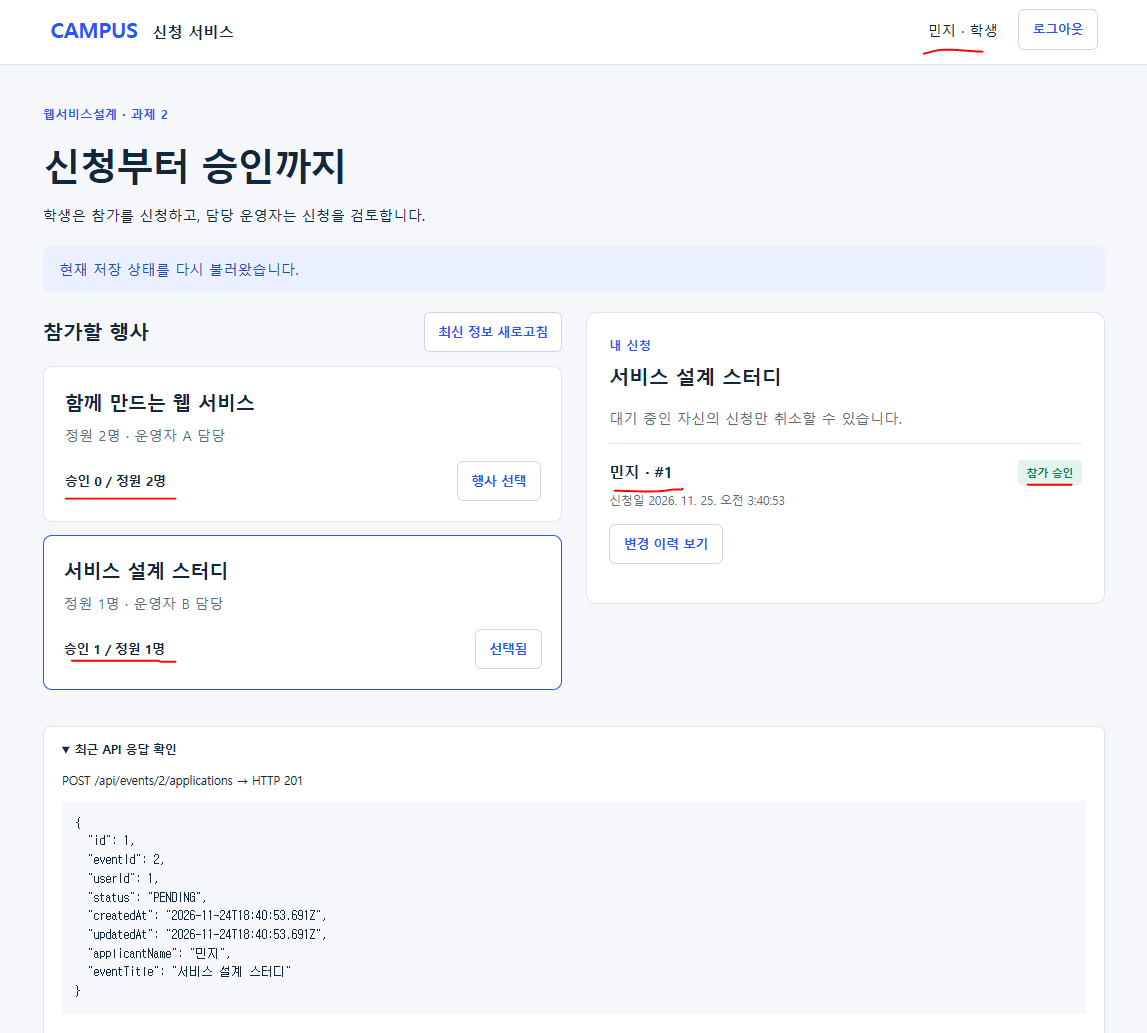 CAMPUS 신청 서비스
민지 · 학생
로그아웃
웹서비스설계 · 과제 2
신청부터 승인까지
학생은 참가를 신청하고, 담당 운영자는 신청을 검토합니다.
현재 저장 상태를 다시 불러왔습니다.
참가할 행사
최신 정보 새로고침
함께 만드는 웹 서비스
정원 2명 · 운영자 A 담당
승인 0 / 정원 2명
행사 선택
서비스 설계 스터디
정원 1명 · 운영자 B 담당
승인 1 / 정원 1명
선택됨
내 신청
서비스 설계 스터디
대기 중인 자신의 신청만 취소할 수 있습니다.
민지 · #1
참가 승인
신청일 2026. 11. 25. 오전 3:40:53
변경 이력 보기
▼ 최근 API 응답 확인
POST /api/events/2/applications → HTTP 201
{
"id": 1,
"eventId": 2,
"userId": 1,
"status": "PENDING",
"createdAt": "2026-11-24T18:40:53.691Z",
"updatedAt": "2026-11-24T18:40:53.691Z",
"applicantName": "민지",
"eventTitle": "서비스 설계 스터디"
}